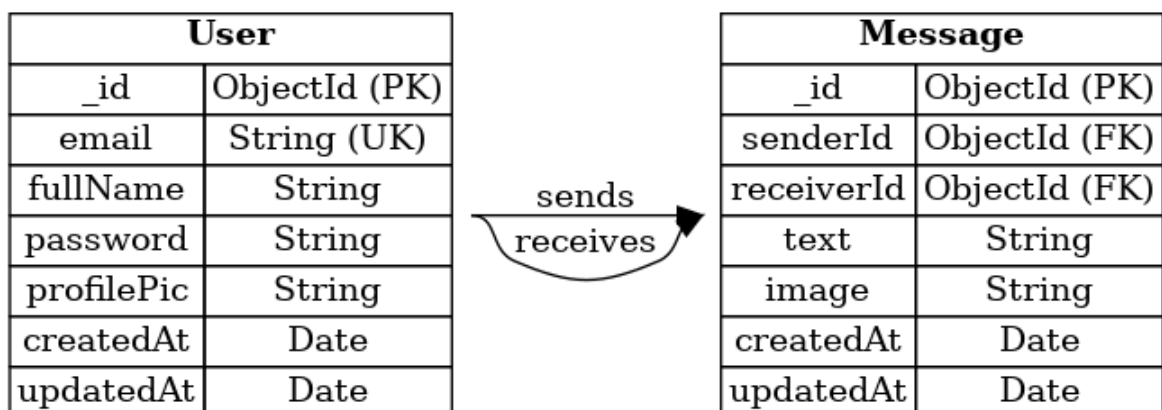 User
_id ObjectId (PK)
email String (UK)
fullName String
password String
profilePic String
createdAt Date
updatedAt Date
sends
receives
Message
_id ObjectId (PK)
senderId ObjectId (FK)
receiverId ObjectId (FK)
text String
image String
createdAt Date
updatedAt Date